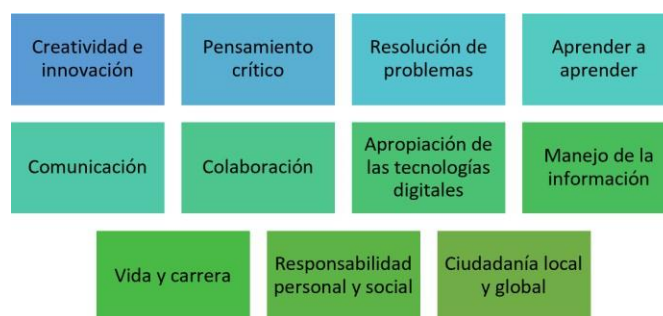 Creatividad e
innovación
Pensamiento
crítico
Resolución de
problemas
Aprender a
aprender
Comunicación
Colaboración
Apropiación de
las tecnologías
digitales
Manejo de la
información
Vida y carrera
Responsabilidad
personal y social
Ciudadanía local
y global